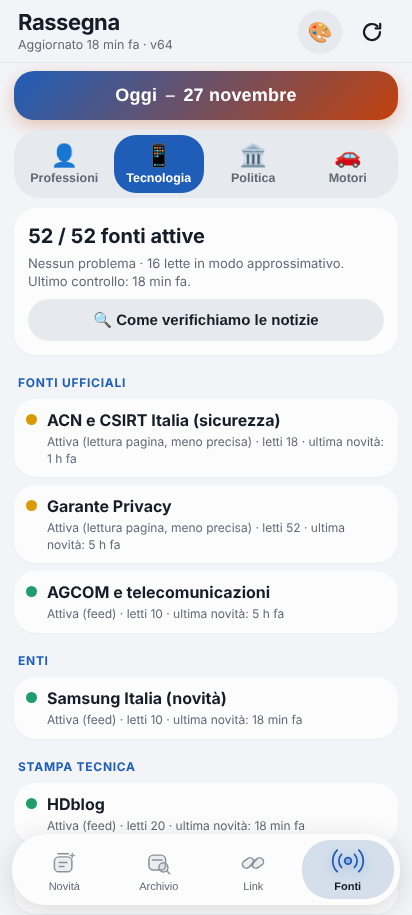 Rassegna
Aggiornato 18 min fa · v64
Oggi – 27 novembre
Professioni
Tecnologia
Politica
Motori
52 / 52 fonti attive
Nessun problema · 16 lette in modo approssimativo.
Ultimo controllo: 18 min fa.
Come verifichiamo le notizie
FONTI UFFICIALI
ACN e CSIRT Italia (sicurezza)
Attiva (lettura pagina, meno precisa) · letti 18 · ultima novità:
1 h fa
Garante Privacy
Attiva (lettura pagina, meno precisa) · letti 52 · ultima
novità: 5 h fa
AGCOM e telecomunicazioni
Attiva (feed) · letti 10 · ultima novità: 5 h fa
ENTI
Samsung Italia (novità)
Attiva (feed) · letti 10 · ultima novità: 18 min fa
STAMPA TECNICA
HDblog
Attiva (feed) · letti 20 · ultima novità: 18 min fa
Novità
Archivio
Link
Fonti